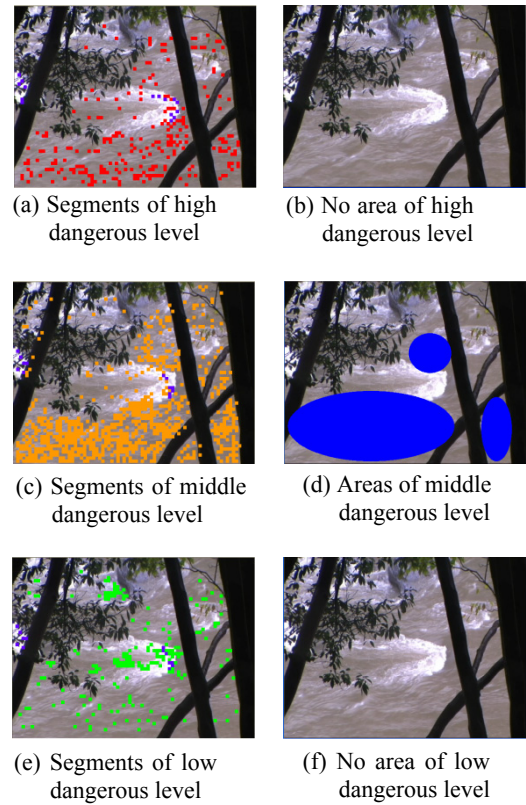 (a) Segments of high
dangerous level
(b) No area of high
dangerous level
(c) Segments of middle
dangerous level
(d) Areas of middle
dangerous level
(e) Segments of low
dangerous level
(f) No area of low
dangerous level